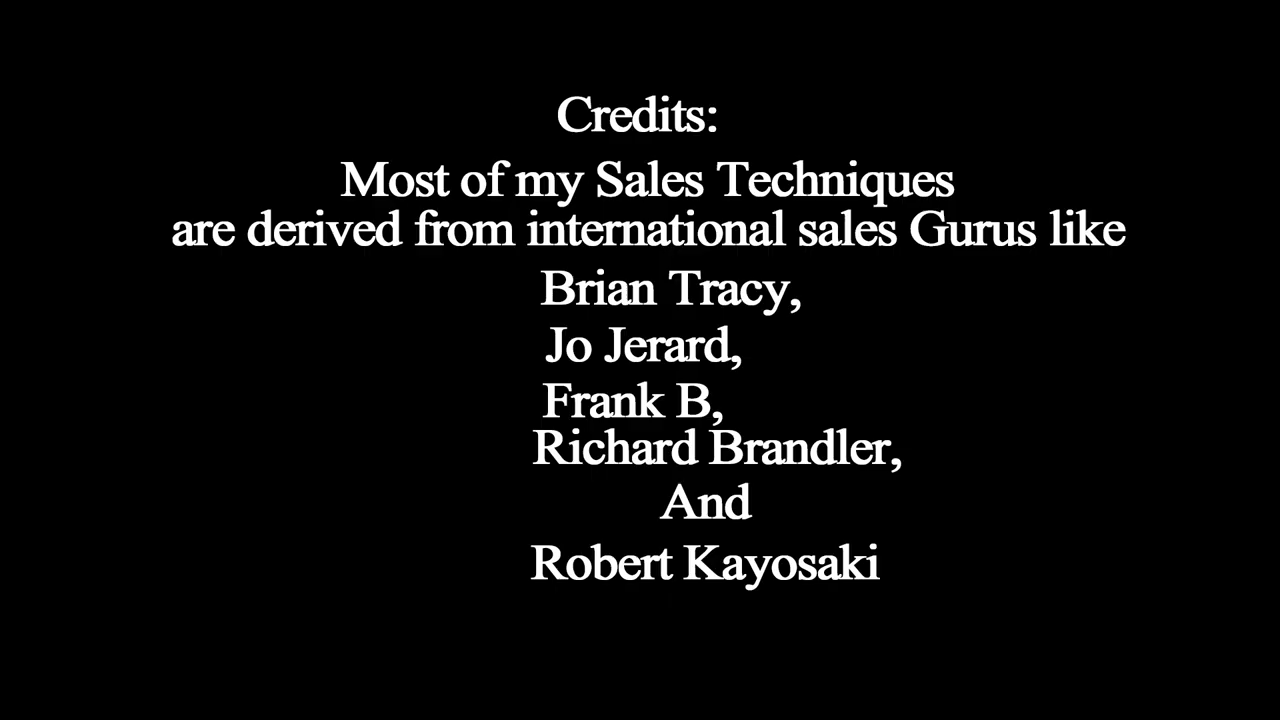 Credits:
Most of my Sales Techniques
are derived from international sales Gurus like
Brian Tracy,
Jo Jerard,
Frank B,
Richard Brandler,
And
Robert Kayosaki